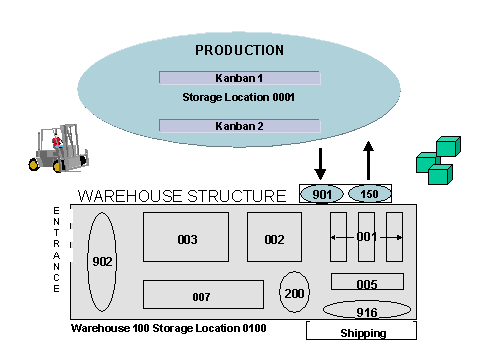 PRODUCTION
Kanban 1
Storage Location 0001
Kanban 2
WAREHOUSE STRUCTURE
901
150
ENTRANCE
902
003
002
001
007
200
005
916
Warehouse 100 Storage Location 0100
Shipping